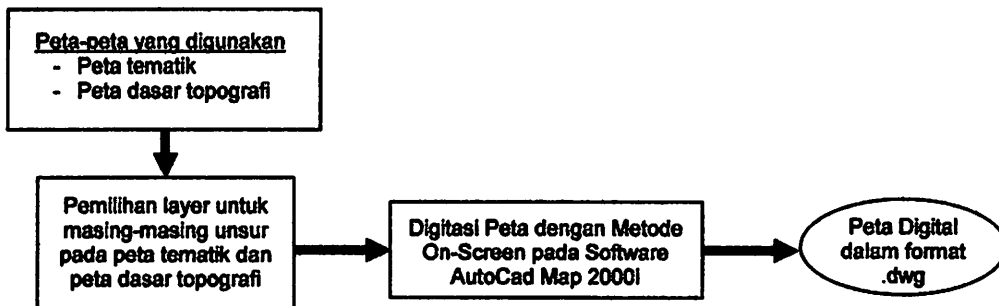 Peta-peta yang digunakan
- Peta tematik
- Peta dasar topografi
Pemilihan layer untuk
masing-masing unsur
pada peta tematik dan
peta dasar topografi
Digitasi Peta dengan Metode
On-Screen pada Software
AutoCad Map 2000i
Peta Digital
dalam format
.dwg